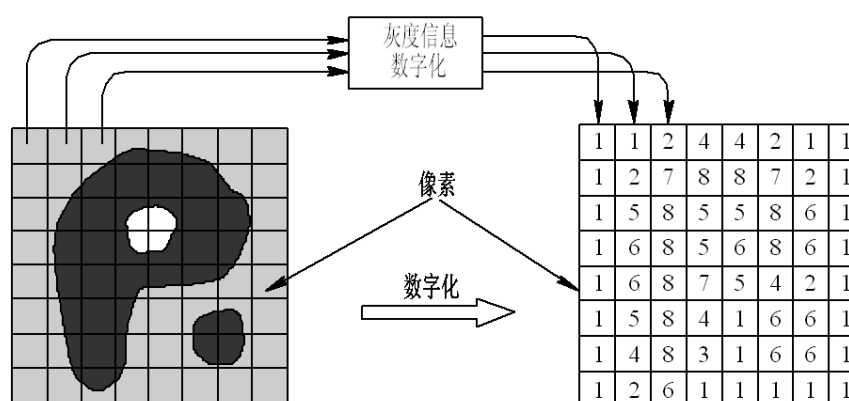 灰度信息
数字化
像素
数字化
1 1 2 4 4 2 1 1
1 2 7 8 8 7 2 1
1 5 8 5 5 8 6 1
1 6 8 5 6 8 6 1
1 6 8 7 5 4 2 1
1 5 8 4 1 6 6 1
1 4 8 3 1 6 6 1
1 2 6 1 1 1 1 1